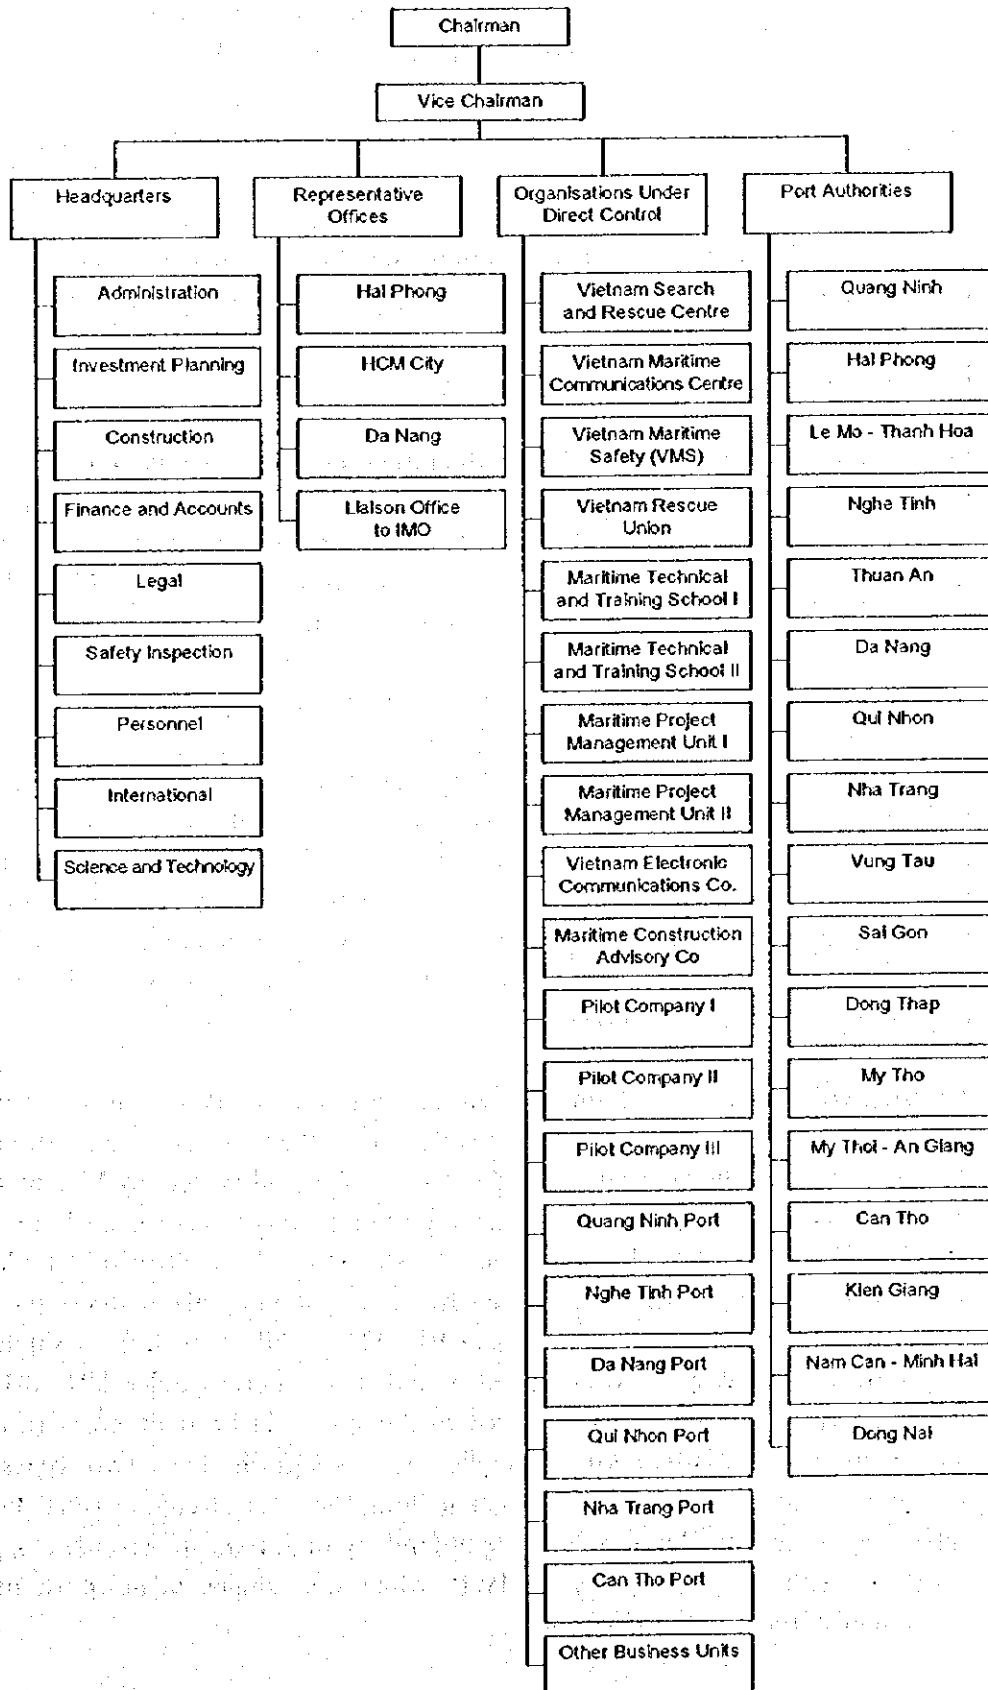 Chairman
Vice Chairman
Headquarters
Administration
Investment Planning
Construction
Finance and Accounts
Legal
Safety Inspection
Personnel
International
Science and Technology
Representative
Offices
Hai Phong
HCM City
Da Nang
Liaison Office
to IMO
Organisations Under
Direct Control
Vietnam Search
and Rescue Centre
Vietnam Maritime
Communications Centre
Vietnam Maritime
Safety (VMS)
Vietnam Rescue
Union
Maritime Technical
and Training School I
Maritime Technical
and Training School II
Maritime Project
Management Unit I
Maritime Project
Management Unit II
Vietnam Electronic
Communications Co.
Maritime Construction
Advisory Co
Pilot Company I
Pilot Company II
Pilot Company III
Quang Ninh Port
Nghe Tinh Port
Da Nang Port
Qui Nhon Port
Nha Trang Port
Can Tho Port
Other Business Units
Port Authorities
Quang Ninh
Hai Phong
Le Mo - Thanh Hoa
Nghe Tinh
Thuan An
Da Nang
Qui Nhon
Nha Trang
Vung Tau
Sai Gon
Dong Thap
My Tho
My Thoi - An Giang
Can Tho
Kien Giang
Nam Can - Minh Hai
Dong Nai